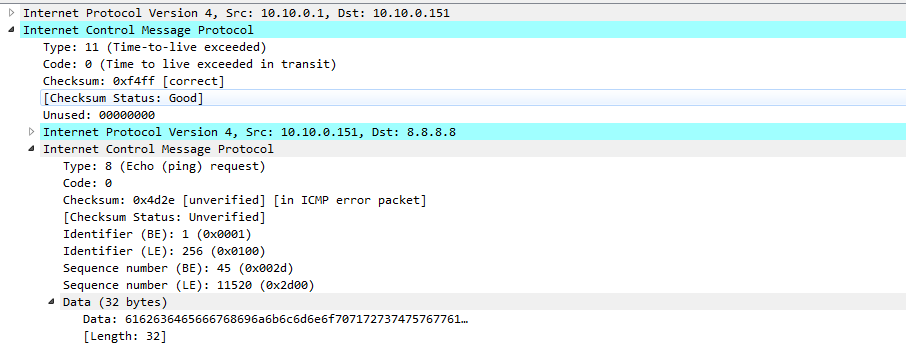 Internet Protocol Version 4, Src: 10.10.0.1, Dst: 10.10.0.151
Internet Control Message Protocol
Type: 11 (Time-to-live exceeded)
Code: 0 (Time to live exceeded in transit)
Checksum: 0xf4ff [correct]
[Checksum Status: Good]
Unused: 00000000
Internet Protocol Version 4, Src: 10.10.0.151, Dst: 8.8.8.8
Internet Control Message Protocol
Type: 8 (Echo (ping) request)
Code: 0
Checksum: 0x4d2e [unverified] [in ICMP error packet]
[Checksum Status: Unverified]
Identifier (BE): 1 (0x0001)
Identifier (LE): 256 (0x0100)
Sequence number (BE): 45 (0x002d)
Sequence number (LE): 11520 (0x2d00)
Data (32 bytes)
Data: 6162636465666768696a6b6c6d6e6f707172737475767761…
[Length: 32]